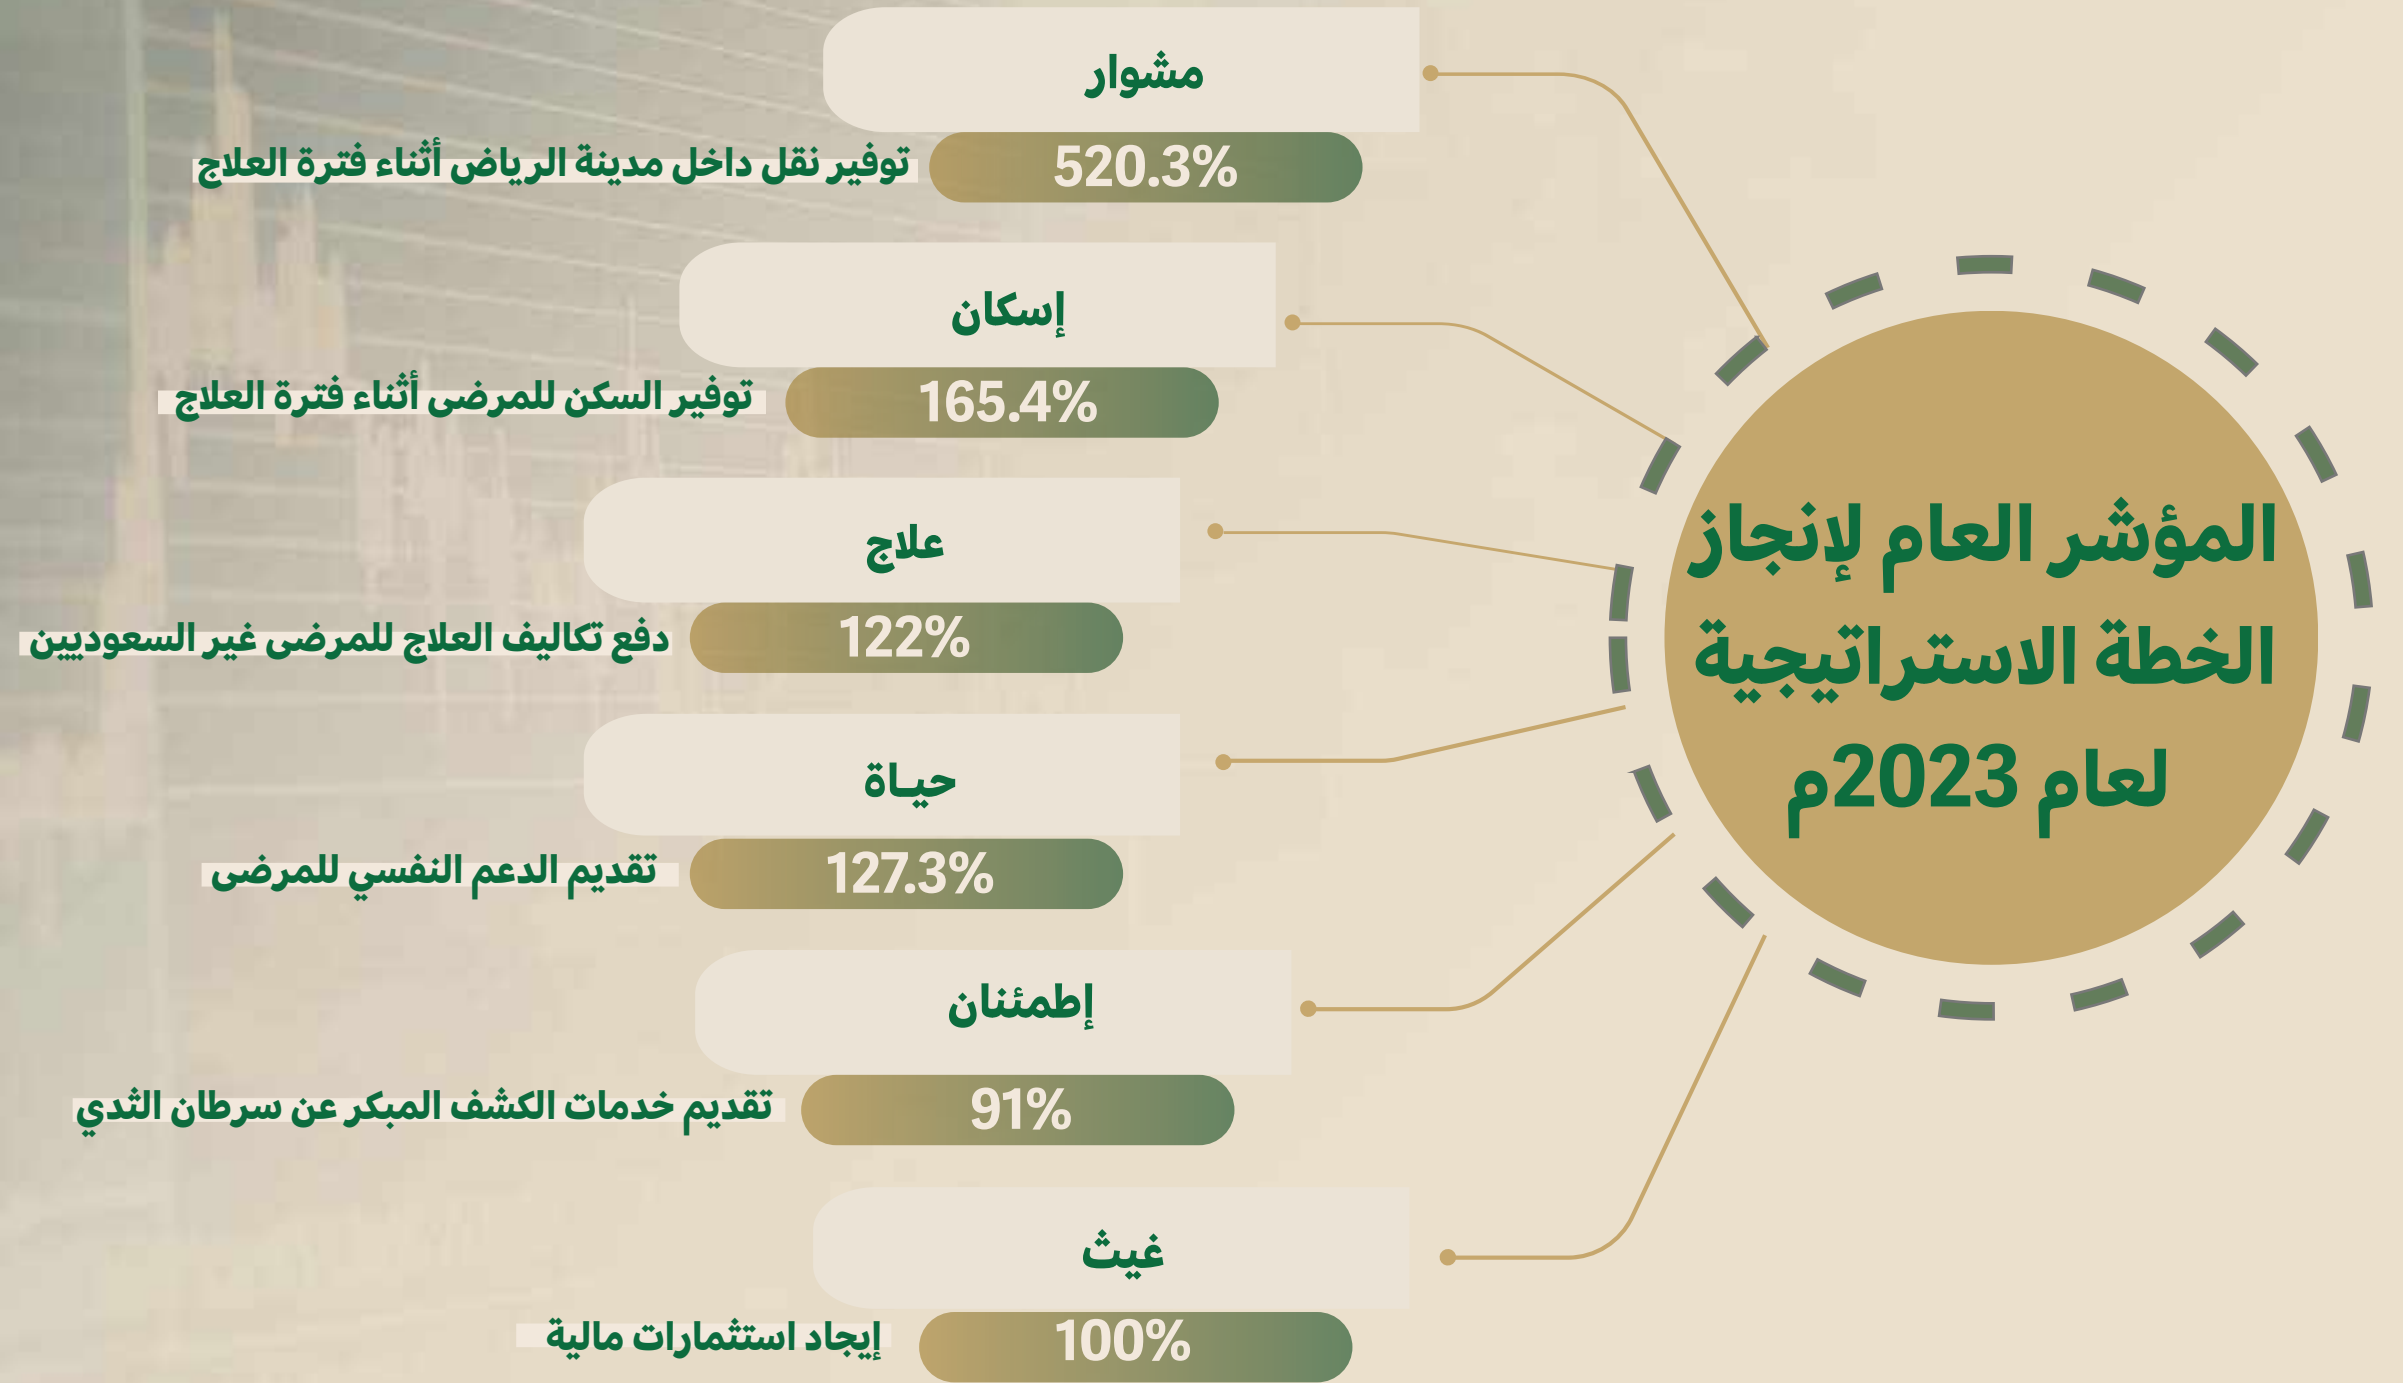 المؤشر العام لإنجاز
الخطة الاستراتيجية
لعام 2023م
مشوار
520.3%
توفير نقل داخل مدينة الرياض أثناء فترة العلاج
إسكان
165.4%
توفير السكن للمرضى أثناء فترة العلاج
علاج
122%
دفع تكاليف العلاج للمرضى غير السعوديين
حيـاة
127.3%
تقديم الدعم النفسي للمرضى
إطمئنان
91%
تقديم خدمات الكشف المبكر عن سرطان الثدي
غيث
100%
إيجاد استثمارات مالية